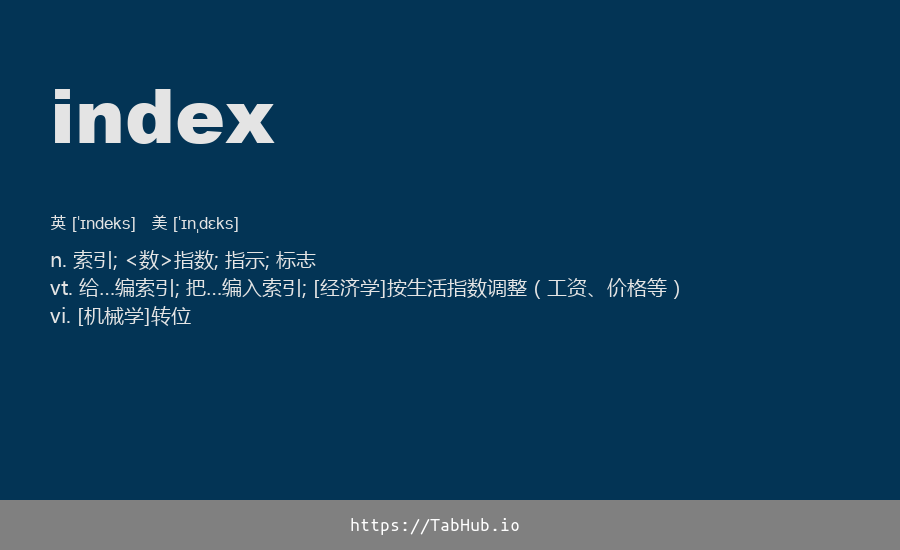 index
英 [ˈɪndeks] 美 [ˈɪnˌdɛks]
n. 索引; <数>指数; 指示; 标志
vt. 给…编索引; 把…编入索引; [经济学]按生活指数调整（工资、价格等）
vi. [机械学]转位
https://TabHub.io